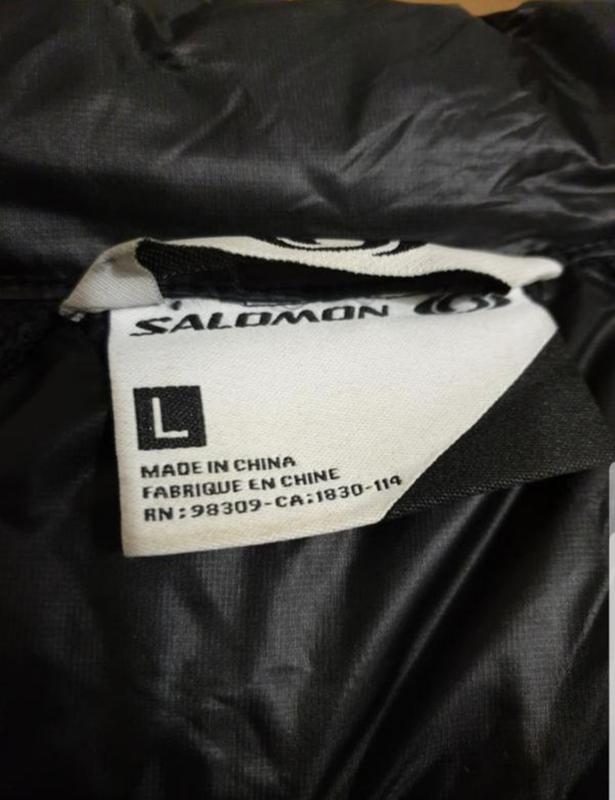 SALOMON
L
MADE IN CHINA
FABRIQUE EN CHINE
RN:98309-CA:1830-114